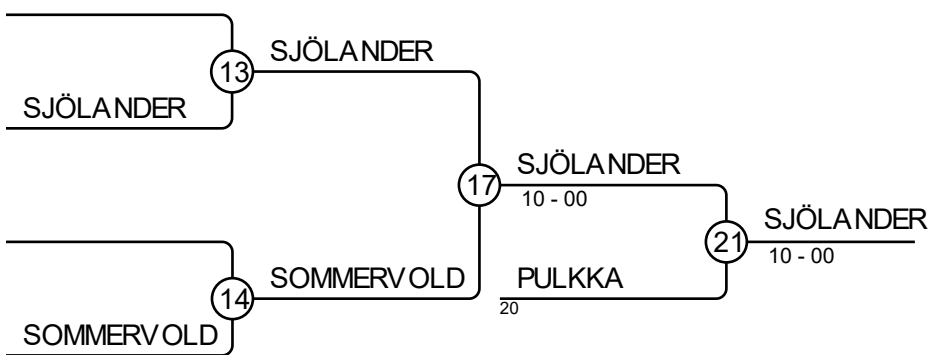 SJÖLANDER
13
SJÖLANDER
SJÖLANDER
17
10 - 00
SJÖLANDER
21
10 - 00
SOMMERVOLD
PULKKA
14
20
SOMMERVOLD